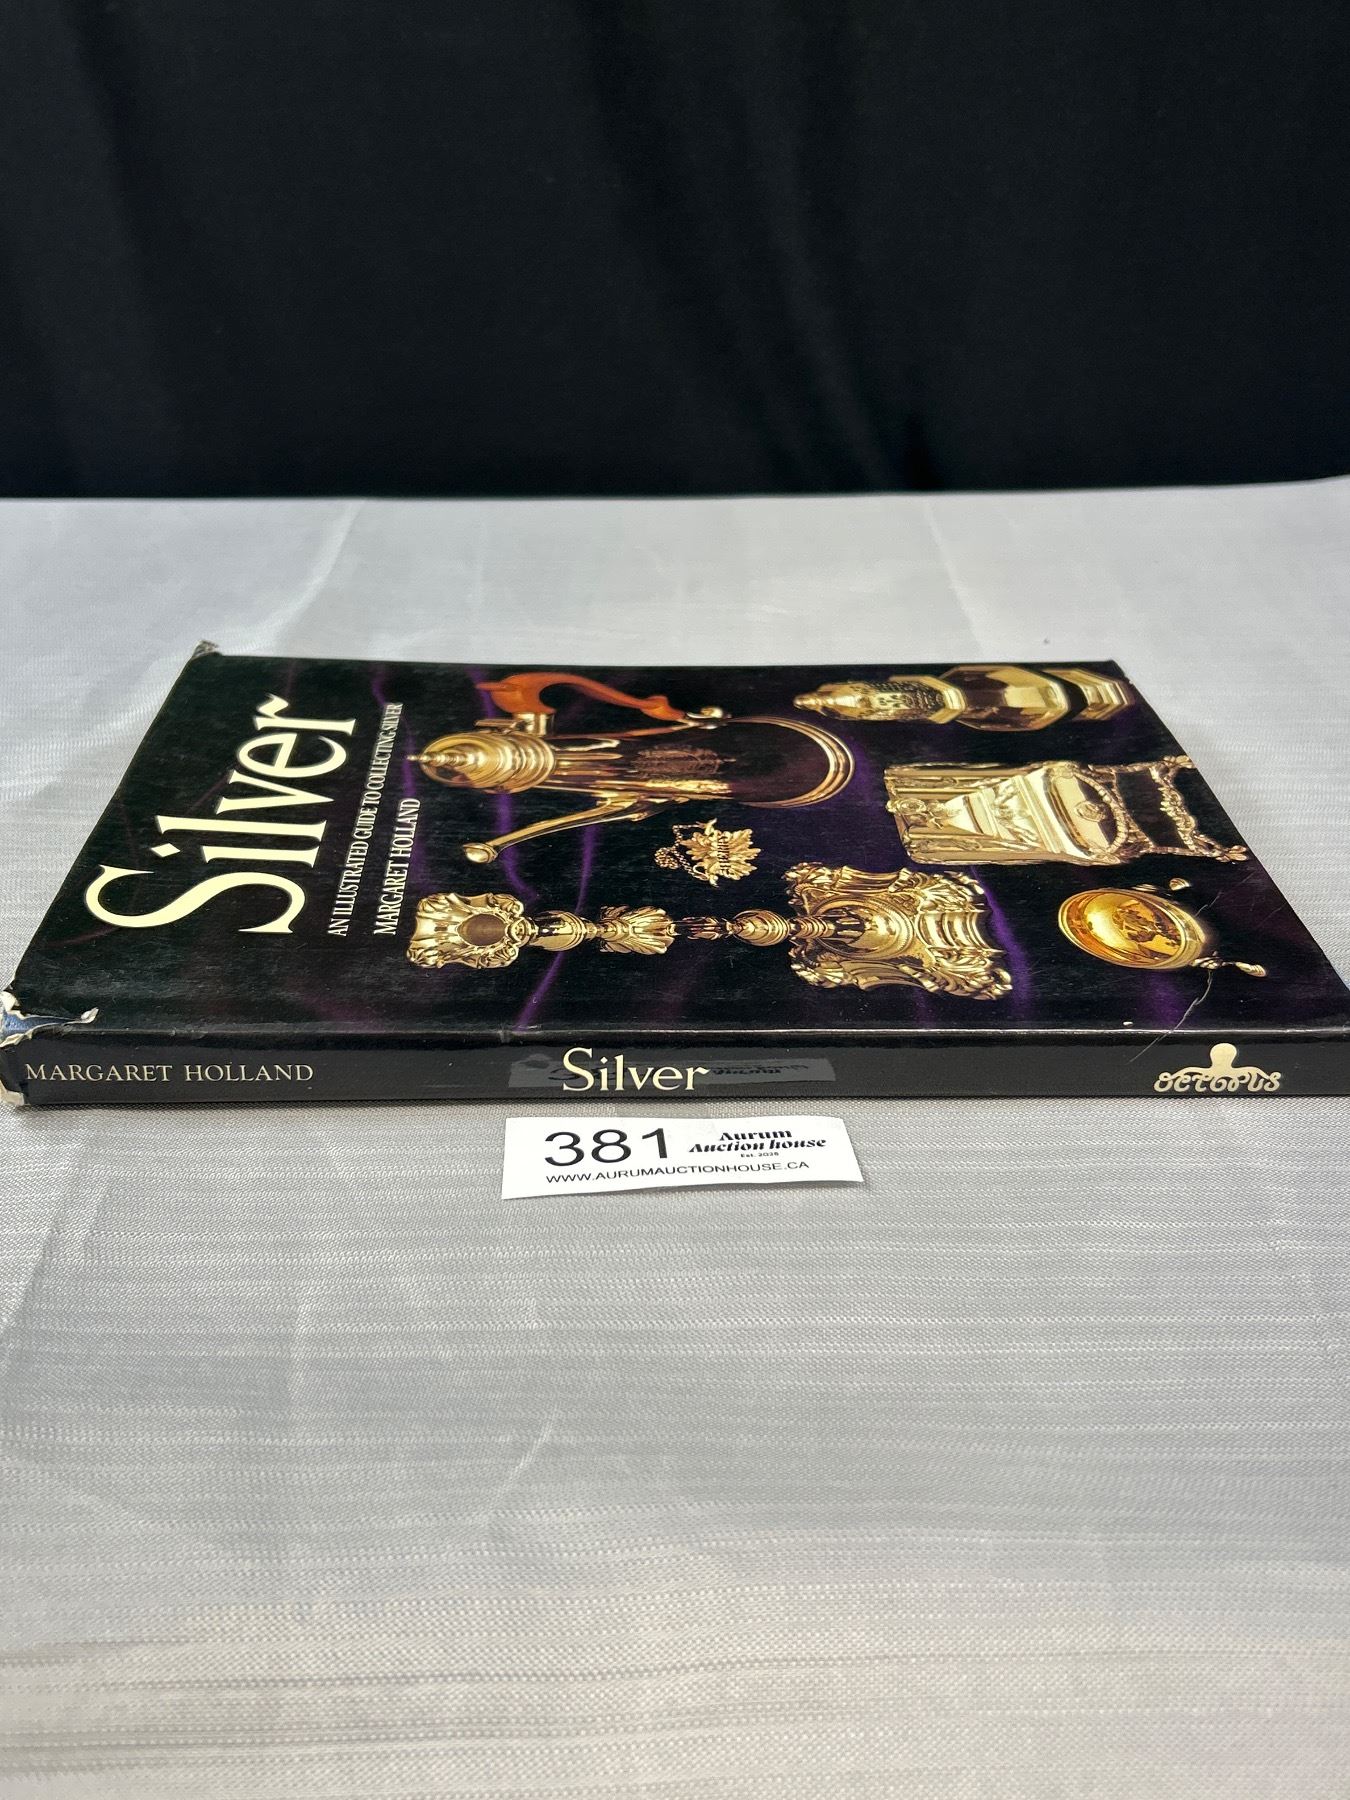 Silver
AN ILLUSTRATED GUIDE TO COLLECTING SILVER
MARGARET HOLLAND
SHERRY
MARGARET HOLLAND
Silver
OCTOPUS
381
Aurum
Auction house
WWW.AURUMAUCTIONHOUSE.CA